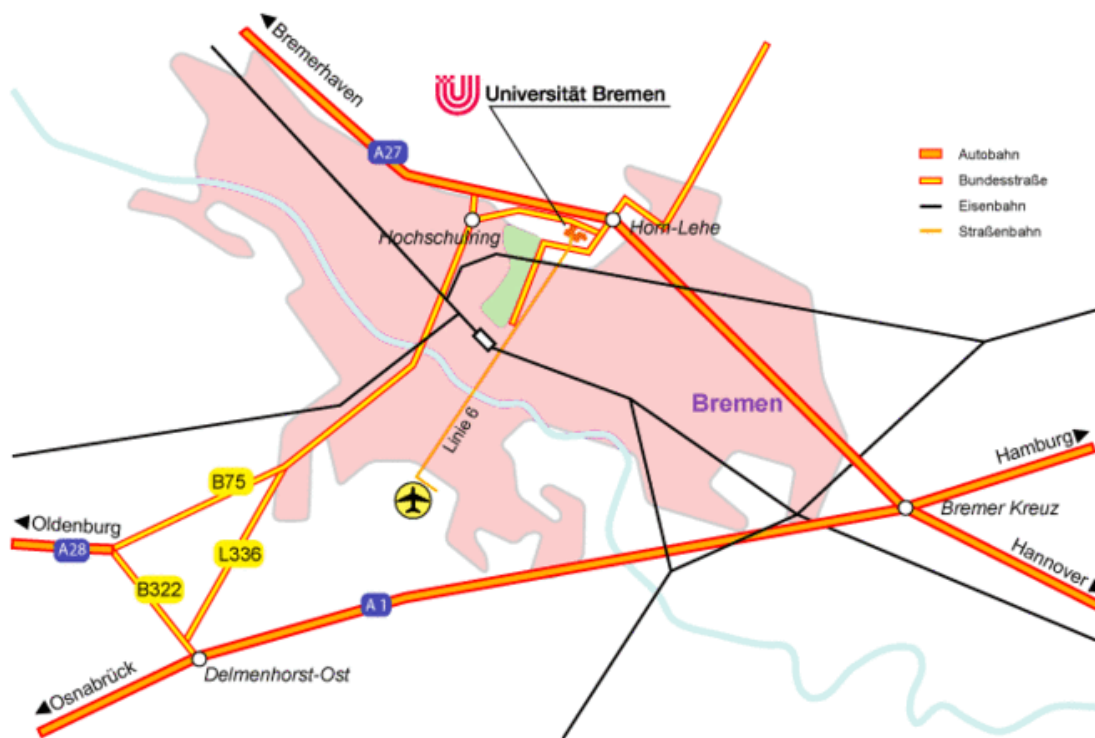 Bremerhaven
Universität Bremen
A27
Autobahn
Bundesstraße
Eisenbahn
Straßenbahn
Hochschulring
Horn-Lehe
Bremen
Linie 6
Hamburg
B75
Bremer Kreuz
Oldenburg
A28
L336
Hannover
B322
A 1
Delmenhorst-Ost
Osnabrück